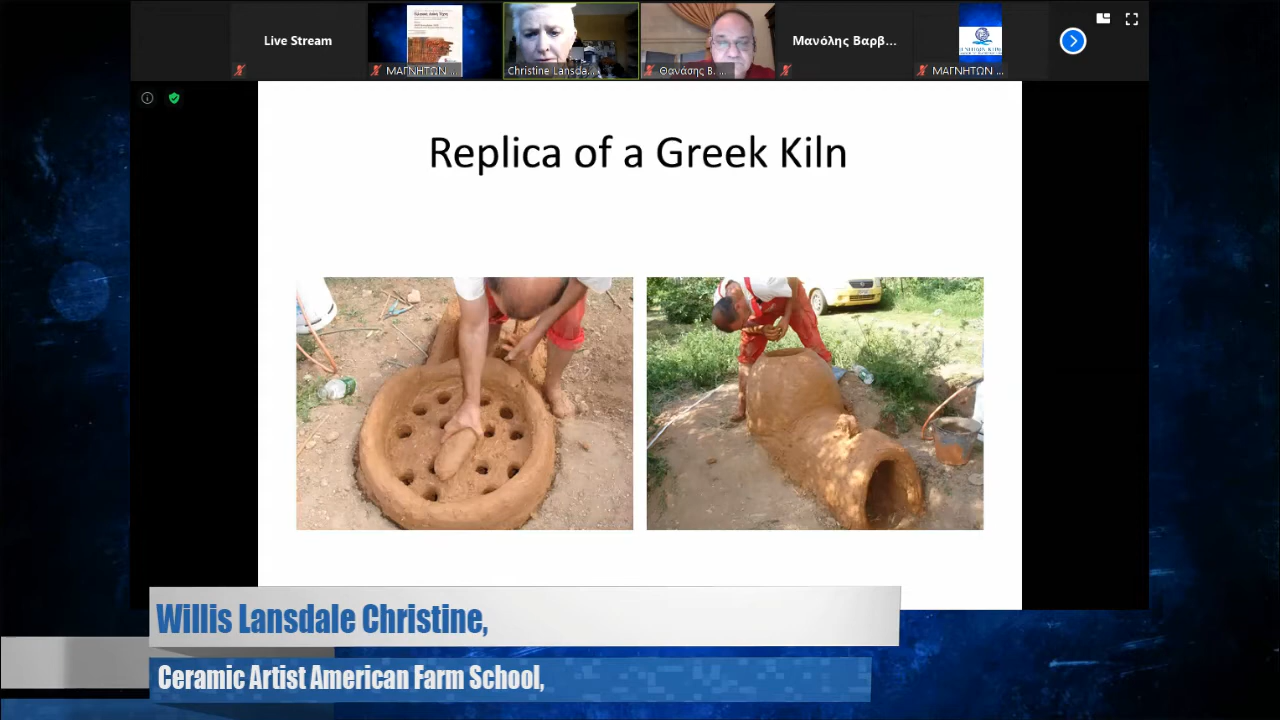 Live Stream
ΜΑΓΝΗΤΩΝ ...
Christine Lansda...
Θανάσης Β. ...
Μανόλης Βαρβ...
ΜΑΓΝΗΤΩΝ ...
Replica of a Greek Kiln
Willis Lansdale Christine,
Ceramic Artist American Farm School,